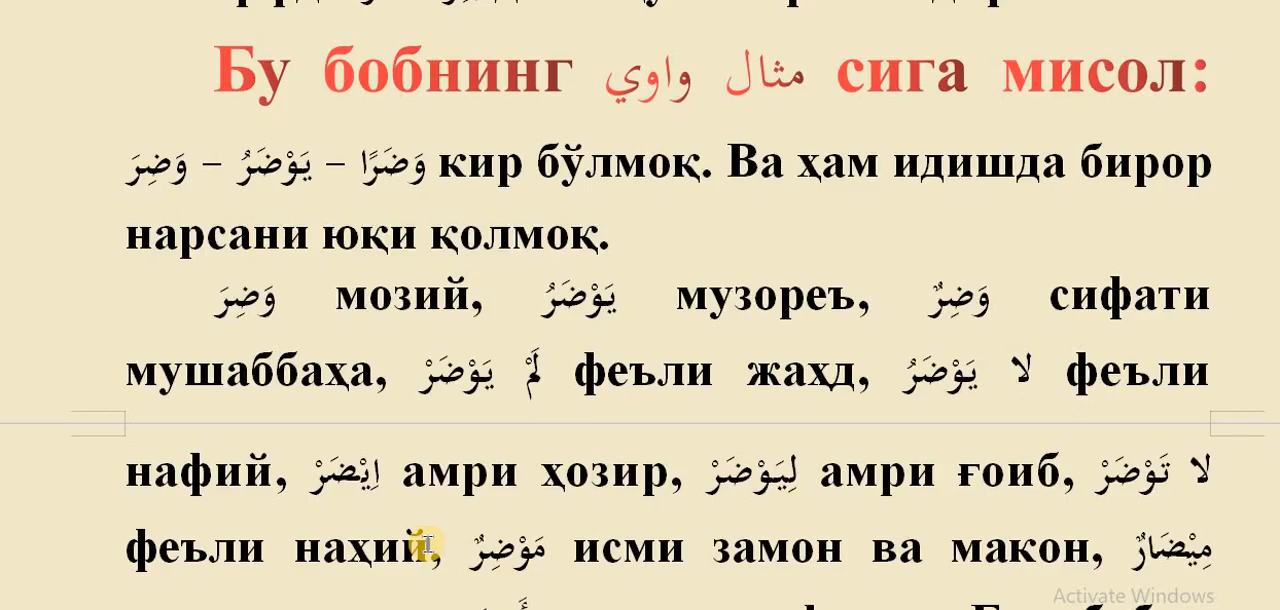 Бу бобнинг مثال واوي сига мисол:
وَضِرَ – يَوْضَرُ – وَضَرًا кир бўлмоқ. Ва ҳам идишда бирор
нарсани юқи қолмоқ.
وَضِرَ мозий, يَوْضَرُ музореъ, وَضِرٌ сифати
мушаббаҳа, لَمْ يَوْضَرْ феъли жаҳд, لا يَوْضَرُ феъли
нафий, اِيْضَرْ амри ҳозир, لِيَوْضَرْ амри ғоиб, لا تَوْضَرْ
феъли наҳий, مَوْضِرٌ исми замон ва макон, مِيْضَارٌ
Activate Windows